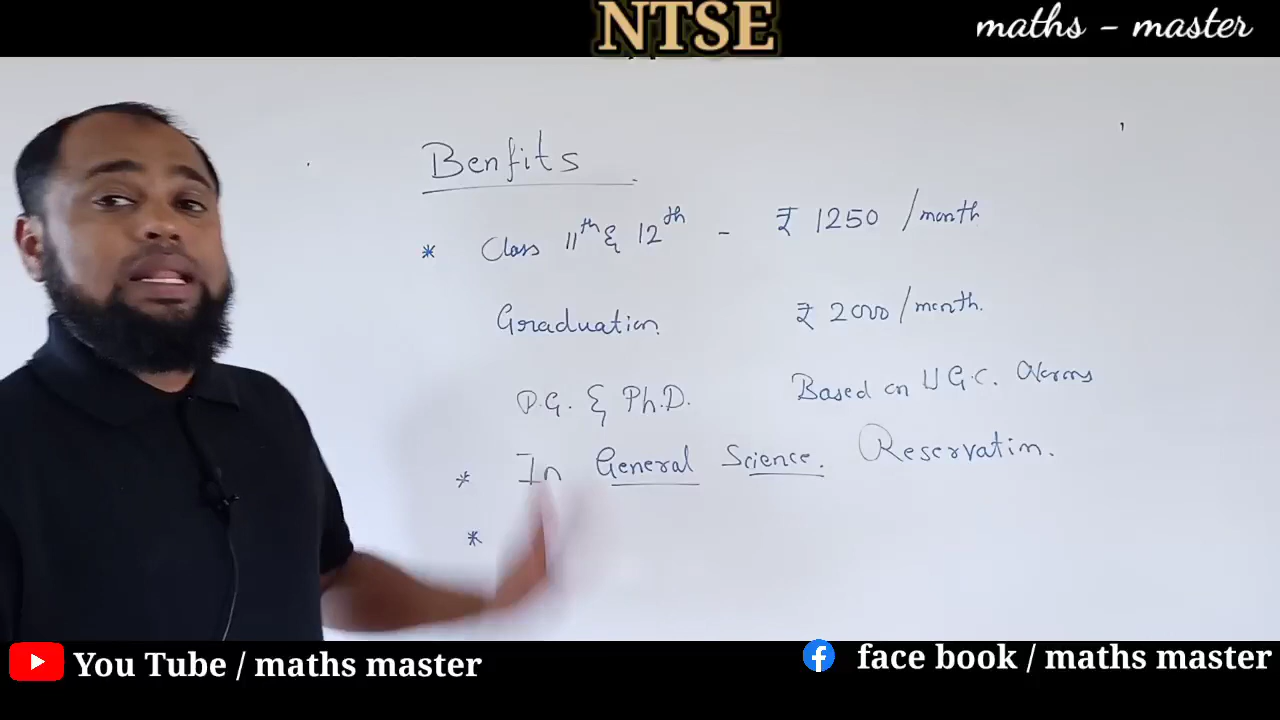 NTSE
maths - master
Benfits
* Class 11th & 12th - ₹ 1250 /month
Graduation ₹ 2000/month.
P.G. & Ph.D. Based on U.G.C. Norms
* In General Science. Reservation.
*
You Tube / maths master
face book / maths master